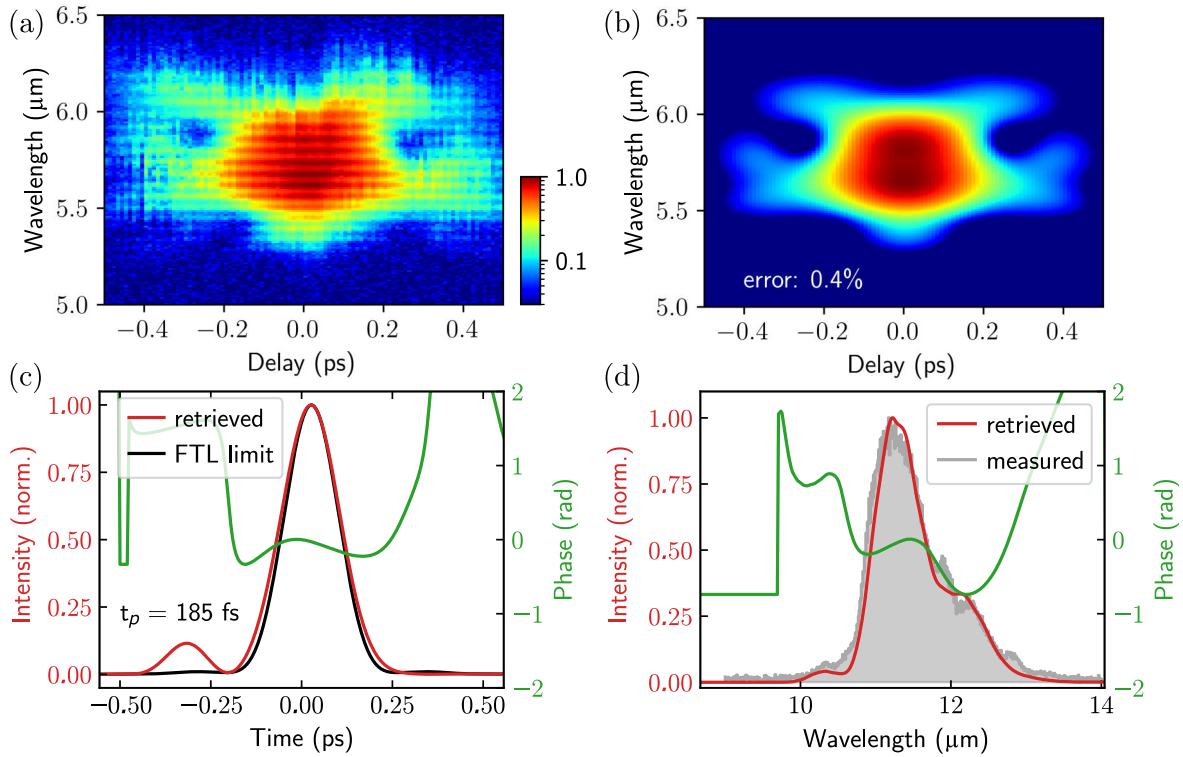 (a)
6.5
6.0
5.5
5.0
Wavelength (μm)
−0.4
−0.2
0.0
0.2
0.4
Delay (ps)
1.0
0.1
(b)
6.5
6.0
5.5
5.0
Wavelength (μm)
error: 0.4%
−0.4
−0.2
0.0
0.2
0.4
Delay (ps)
(c)
1.00
0.75
0.50
0.25
0.00
Intensity (norm.)
retrieved
FTL limit
tₚ = 185 fs
2
1
0
−1
−2
Phase (rad)
−0.50
−0.25
0.00
0.25
0.50
Time (ps)
(d)
1.00
0.75
0.50
0.25
0.00
Intensity (norm.)
retrieved
measured
2
1
0
−1
−2
Phase (rad)
10
11
12
13
14
Wavelength (μm)